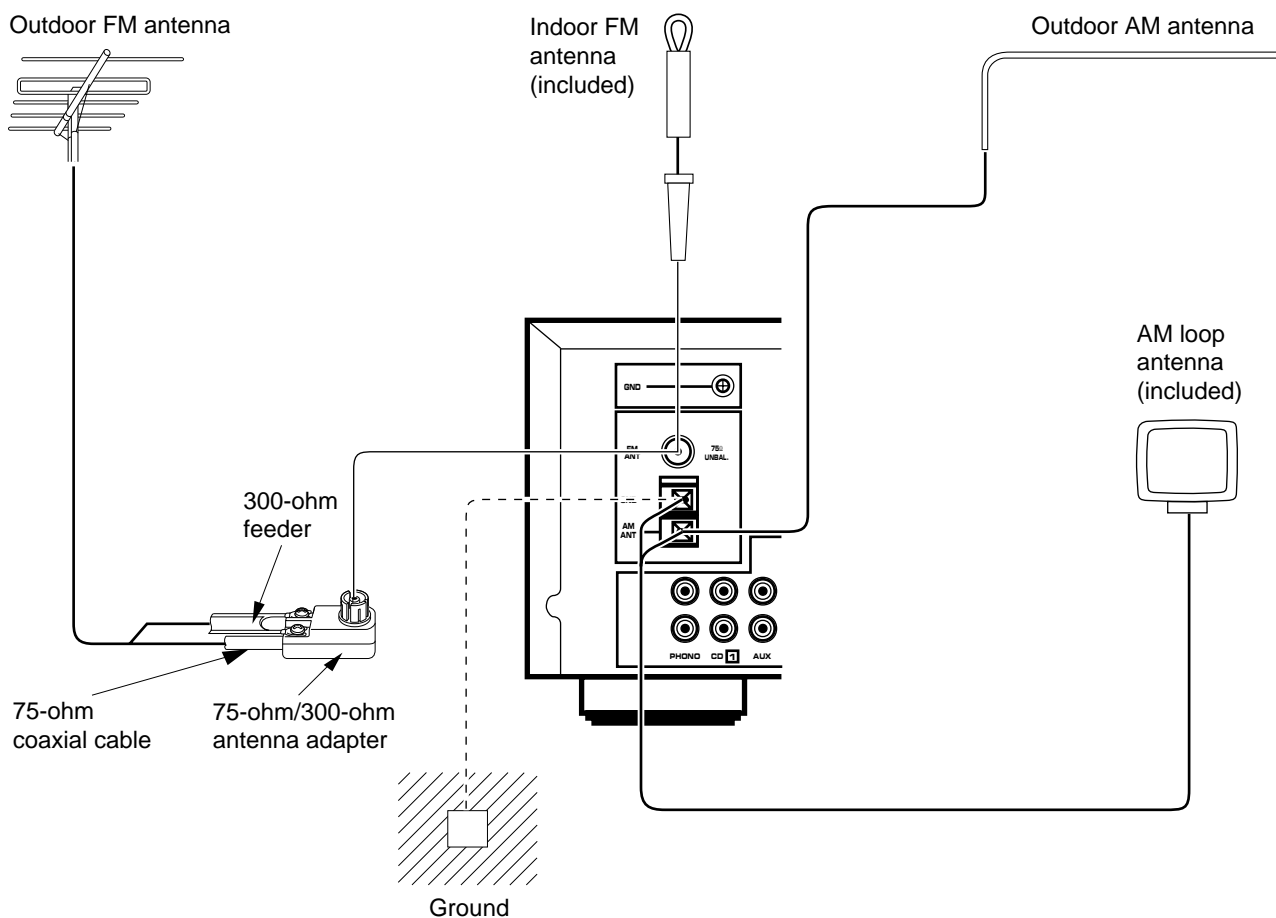 Outdoor FM antenna
Indoor FM
antenna
(included)
Outdoor AM antenna
AM loop
antenna
(included)
GND
FM
ANT
75
UNBAL.
AM
ANT
300-ohm
feeder
PHONO CD 1 AUX
75-ohm
coaxial cable
75-ohm/300-ohm
antenna adapter
Ground